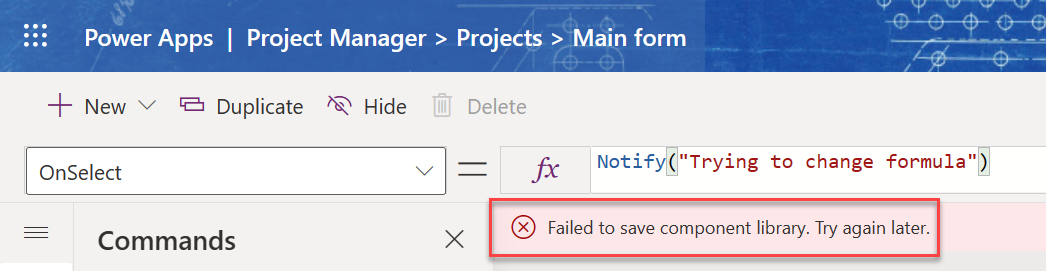 Power Apps | Project Manager > Projects > Main form
New Duplicate Hide Delete
OnSelect = fx Notify("Trying to change formula")
Commands
Failed to save component library. Try again later.